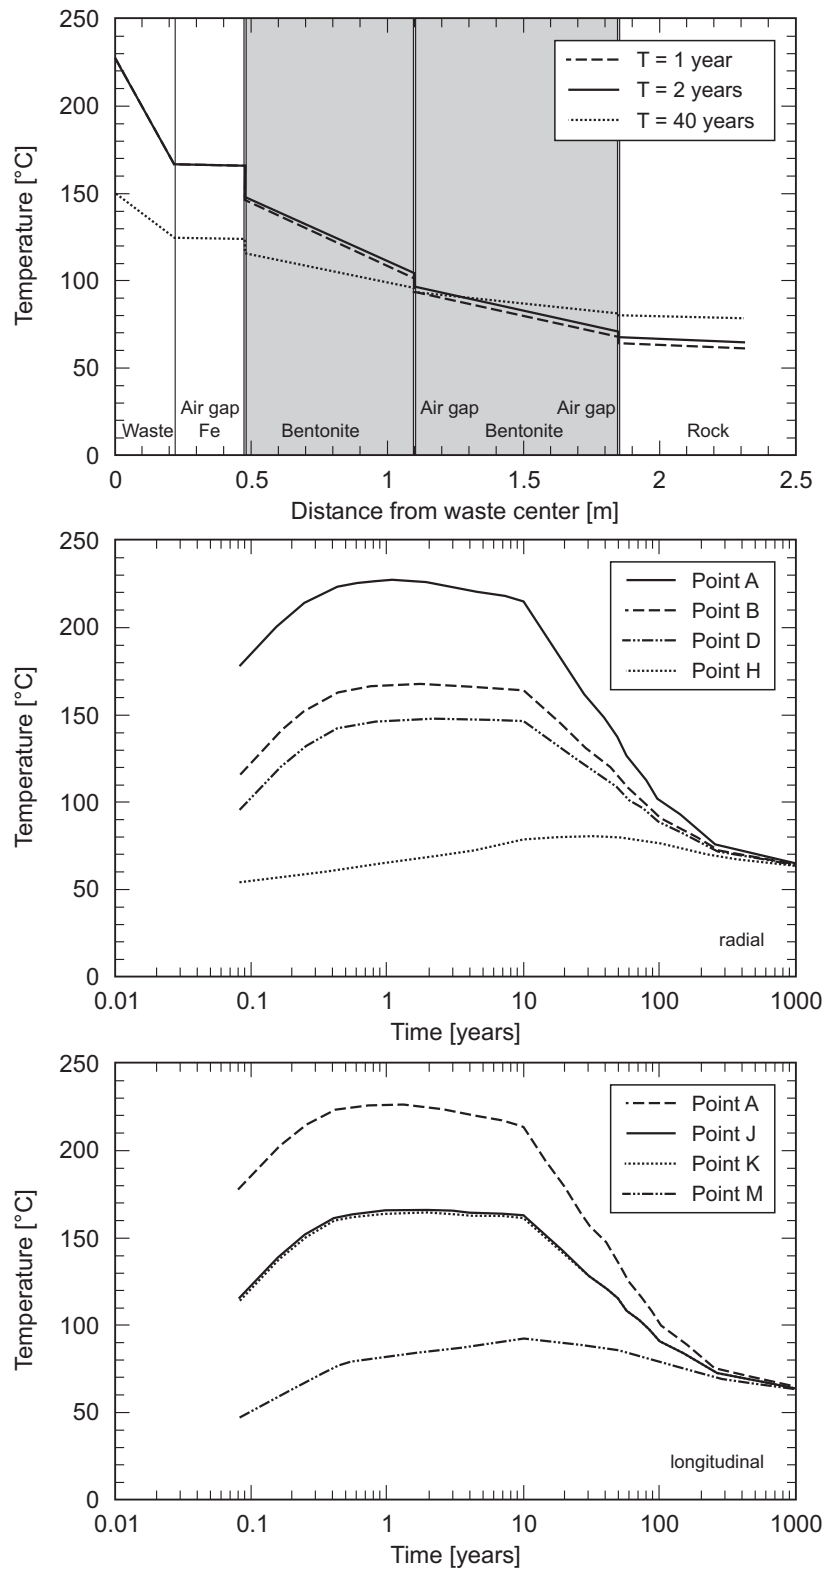 250
200
150
100
50
0
Temperature [°C]
T = 1 year
T = 2 years
T = 40 years
Air gap
Air gap
Air gap
Waste
Fe
Bentonite
Bentonite
Rock
0
0.5
1
1.5
2
2.5
Distance from waste center [m]
250
200
150
100
50
0
Temperature [°C]
Point A
Point B
Point D
Point H
radial
0.01
0.1
1
10
100
1000
Time [years]
250
200
150
100
50
0
Temperature [°C]
Point A
Point J
Point K
Point M
longitudinal
0.01
0.1
1
10
100
1000
Time [years]